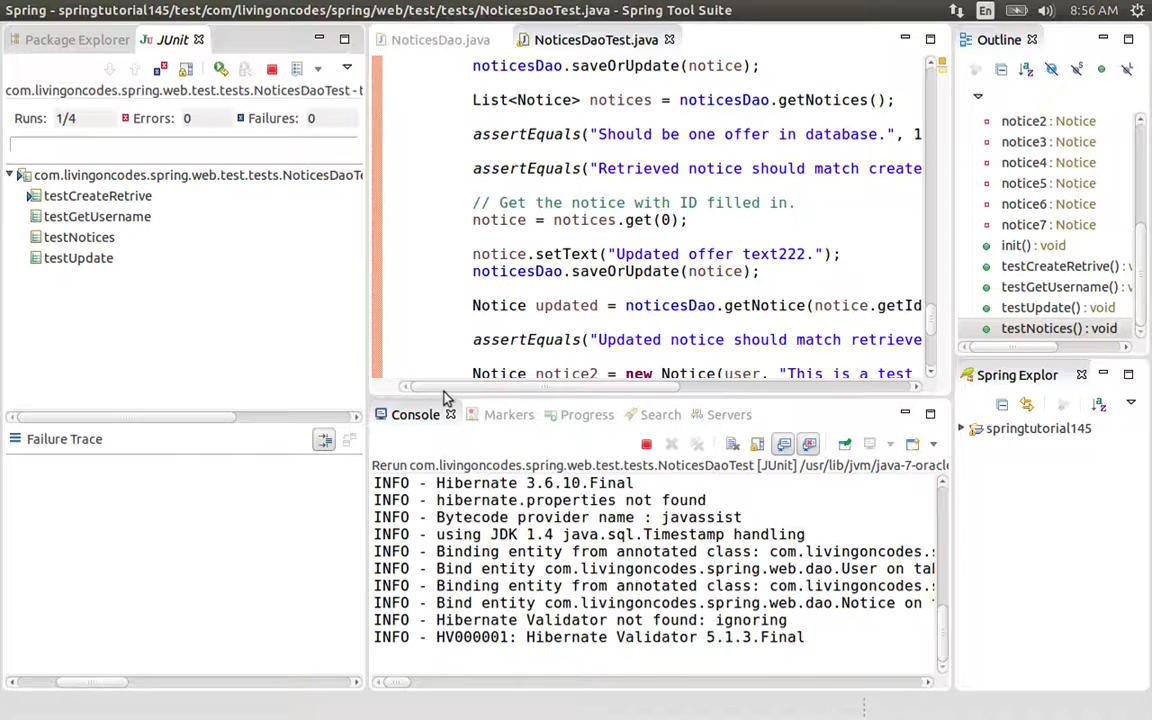 Spring - springtutorial145/test/com/livingoncodes/spring/web/test/tests/NoticesDaoTest.java - Spring Tool Suite
En
8:56 AM
Package Explorer
JUnit
com.livingoncodes.spring.web.test.tests.NoticesDaoTest - t
Runs: 1/4
Errors: 0
Failures: 0
com.livingoncodes.spring.web.test.tests.NoticesDaoT
testCreateRetrive
testGetUsername
testNotices
testUpdate
Failure Trace
NoticesDao.java
NoticesDaoTest.java
noticesDao.saveOrUpdate(notice);
List<Notice> notices = noticesDao.getNotices();
assertEquals("Should be one offer in database.", 1
assertEquals("Retrieved notice should match create
// Get the notice with ID filled in.
notice = notices.get(0);
notice.setText("Updated offer text222.");
noticesDao.saveOrUpdate(notice);
Notice updated = noticesDao.getNotice(notice.getId
assertEquals("Updated notice should match retrieve
Notice notice2 = new Notice(user, "This is a test
Console
Markers
Progress
Search
Servers
Rerun com.livingoncodes.spring.web.test.tests.NoticesDaoTest [JUnit] /usr/lib/jvm/java-7-oracle
INFO - Hibernate 3.6.10.Final
INFO - hibernate.properties not found
INFO - Bytecode provider name : javassist
INFO - using JDK 1.4 java.sql.Timestamp handling
INFO - Binding entity from annotated class: com.livingoncodes.
INFO - Bind entity com.livingoncodes.spring.web.dao.User on tab
INFO - Binding entity from annotated class: com.livingoncodes.
INFO - Bind entity com.livingoncodes.spring.web.dao.Notice on
INFO - Hibernate Validator not found: ignoring
INFO - HV000001: Hibernate Validator 5.1.3.Final
Outline
notice2 : Notice
notice3 : Notice
notice4 : Notice
notice5 : Notice
notice6 : Notice
notice7 : Notice
init() : void
testCreateRetrive() : v
testGetUsername() :
testUpdate() : void
testNotices() : void
Spring Explor
springtutorial145